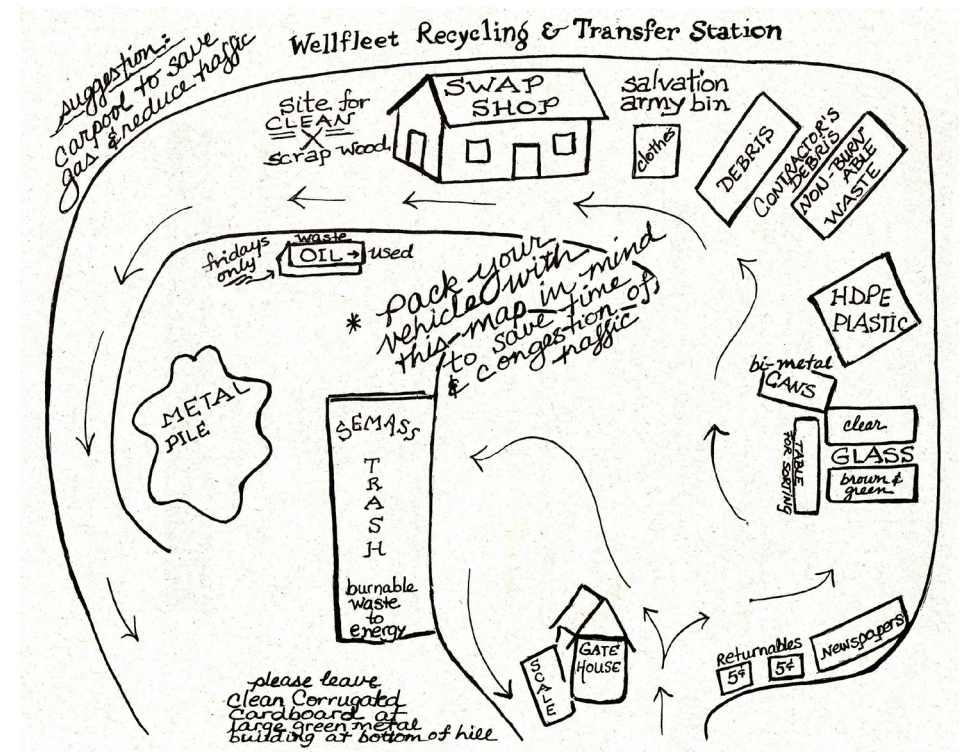 Wellfleet Recycling & Transfer Station
suggestion:
carpool to save
gas & reduce traffic
site for
CLEAN
X
scrap wood
SWAP
SHOP
salvation
army bin
clothes
DEBRIS
CONTRACTOR'S
DEBRIS
NON-BURN-
ABLE
WASTE
fridays
only
waste
OIL
used
* pack your
vehicle with
this map in mind
to save time
& congestion of
traffic
HDPE
PLASTIC
bi-metal
CANS
clear
GLASS
brown &
green
TABLE
FOR SORTING
METAL
PILE
SEMASS
TRASH
burnable
waste
to
energy
GATE
HOUSE
SCALE
Returnables
5¢
5¢
Newspapers
please leave
Clean Corrugated
Cardboard at
large green metal
building at bottom of hill